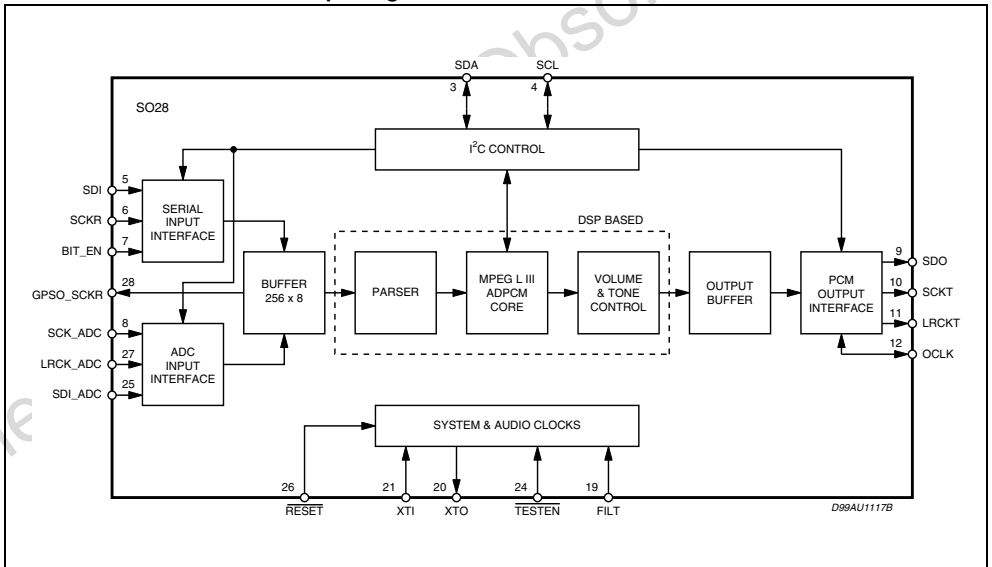 SDA
SCL
3
4
SO28
I2C CONTROL
SDI
5
SERIAL
INPUT
INTERFACE
SCKR
6
BIT_EN
7
DSP BASED
GPSO_SCKR
28
BUFFER
256 x 8
PARSER
MPEG L III
ADPCM
CORE
VOLUME
& TONE
CONTROL
OUTPUT
BUFFER
PCM
OUTPUT
INTERFACE
9
SDO
10
SCKT
11
LRCKT
12
OCLK
SCK_ADC
8
ADC
INPUT
INTERFACE
LRCK_ADC
27
SDI_ADC
25
SYSTEM & AUDIO CLOCKS
26
21
20
24
19
RESET
XTI
XTO
TESTEN
FILT
D99AU1117B